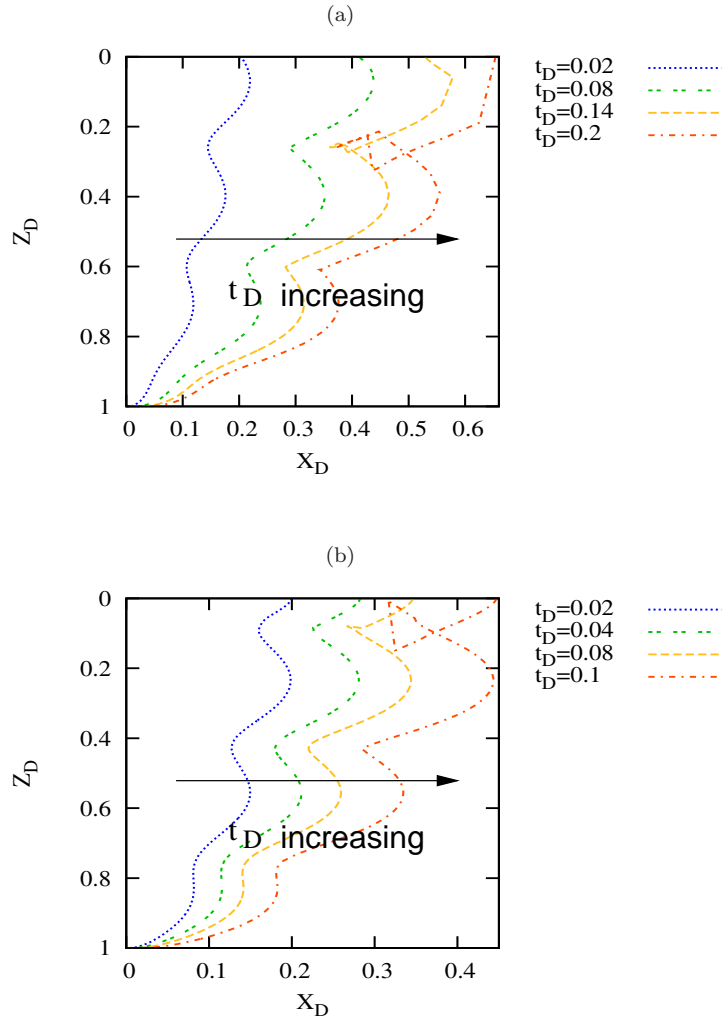 (a)
0
0.2
0.4
0.6
0.8
1
Z_D
0 0.1 0.2 0.3 0.4 0.5 0.6
X_D
t_D increasing
t_D=0.02
t_D=0.08
t_D=0.14
t_D=0.2
(b)
0
0.2
0.4
0.6
0.8
1
Z_D
0 0.1 0.2 0.3 0.4
X_D
t_D increasing
t_D=0.02
t_D=0.04
t_D=0.08
t_D=0.1